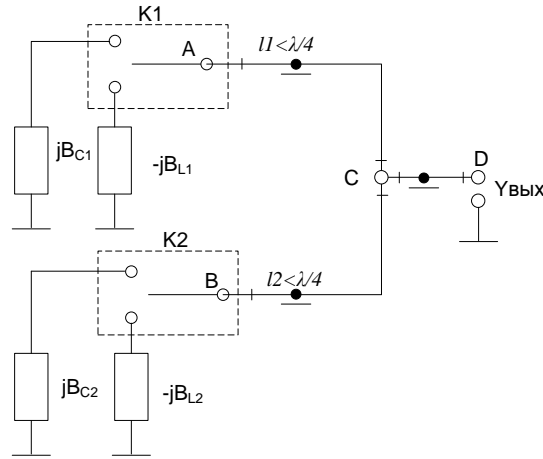 K1
A
l1<λ/4
jBC1
-jBL1
C
D
Yвых
K2
B
l2<λ/4
jBC2
-jBL2